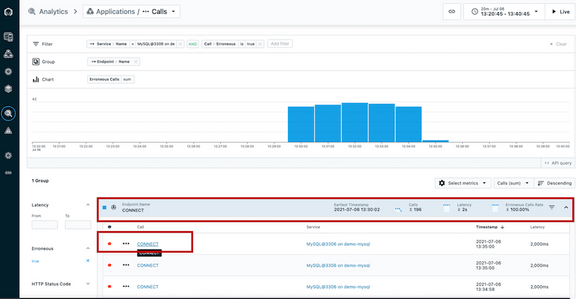 Analytics / Applications / ••• Calls
20m – Jul 06
13:20:45 - 13:40:45
Live
Filter
Service : Name = MySQL@3306 on de
AND
Call : Erroneous is true
Add filter
Clear
Group
Endpoint : Name
Chart
Erroneous Calls sum
API query
1 Group
Select metrics
Calls (sum)
Descending
Latency
From
To
Erroneous
true
HTTP Status Code
Endpoint Name
CONNECT
Earliest Timestamp
2021-07-06 13:30:02
Calls
196
Latency
2s
Erroneous Calls Rate
100.00%
Call
Service
Timestamp
Latency
CONNECT
MySQL@3306 on demo-mysql
2021-07-06
13:35:00
2,000ms
CONNECT
CONNECT
MySQL@3306 on demo-mysql
2021-07-06
13:35:00
2,000ms
CONNECT
MySQL@3306 on demo-mysql
2021-07-06
13:34:58
2,000ms